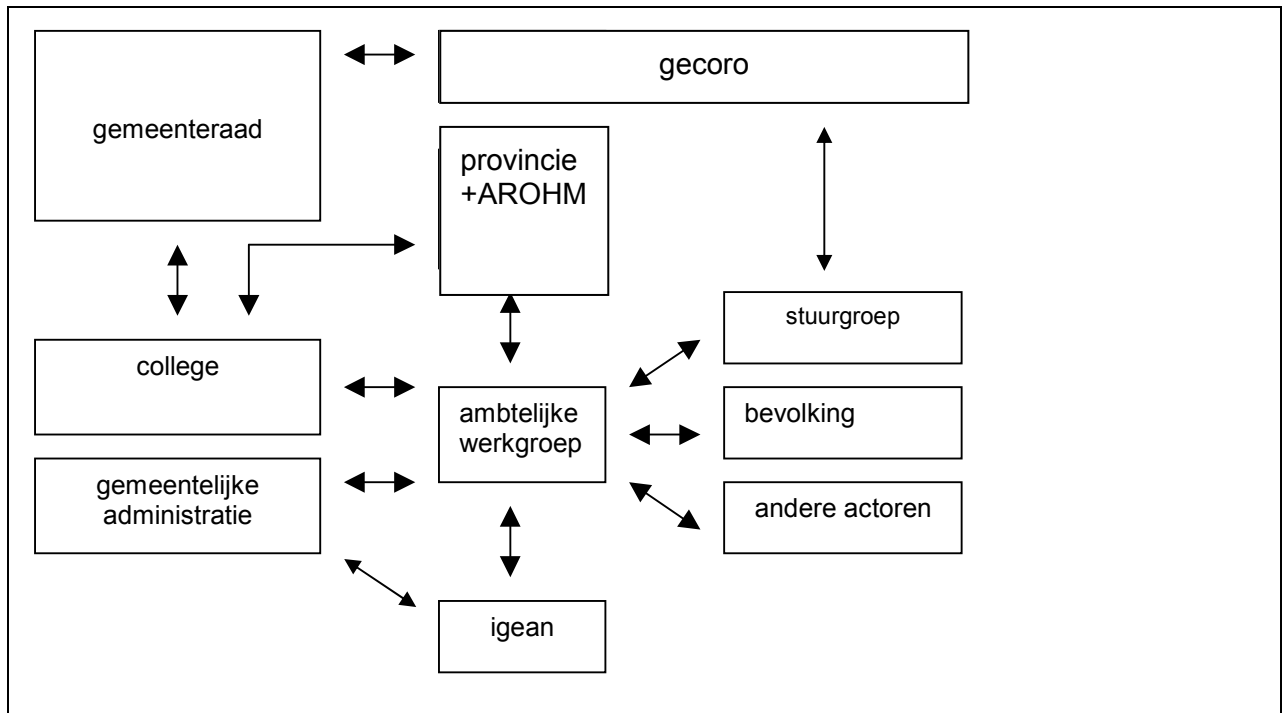 gecoro
gemeenteraad
provincie
+AROHM
stuurgroep
college
ambtelijke
werkgroep
bevolking
gemeentelijke
administratie
andere actoren
igean